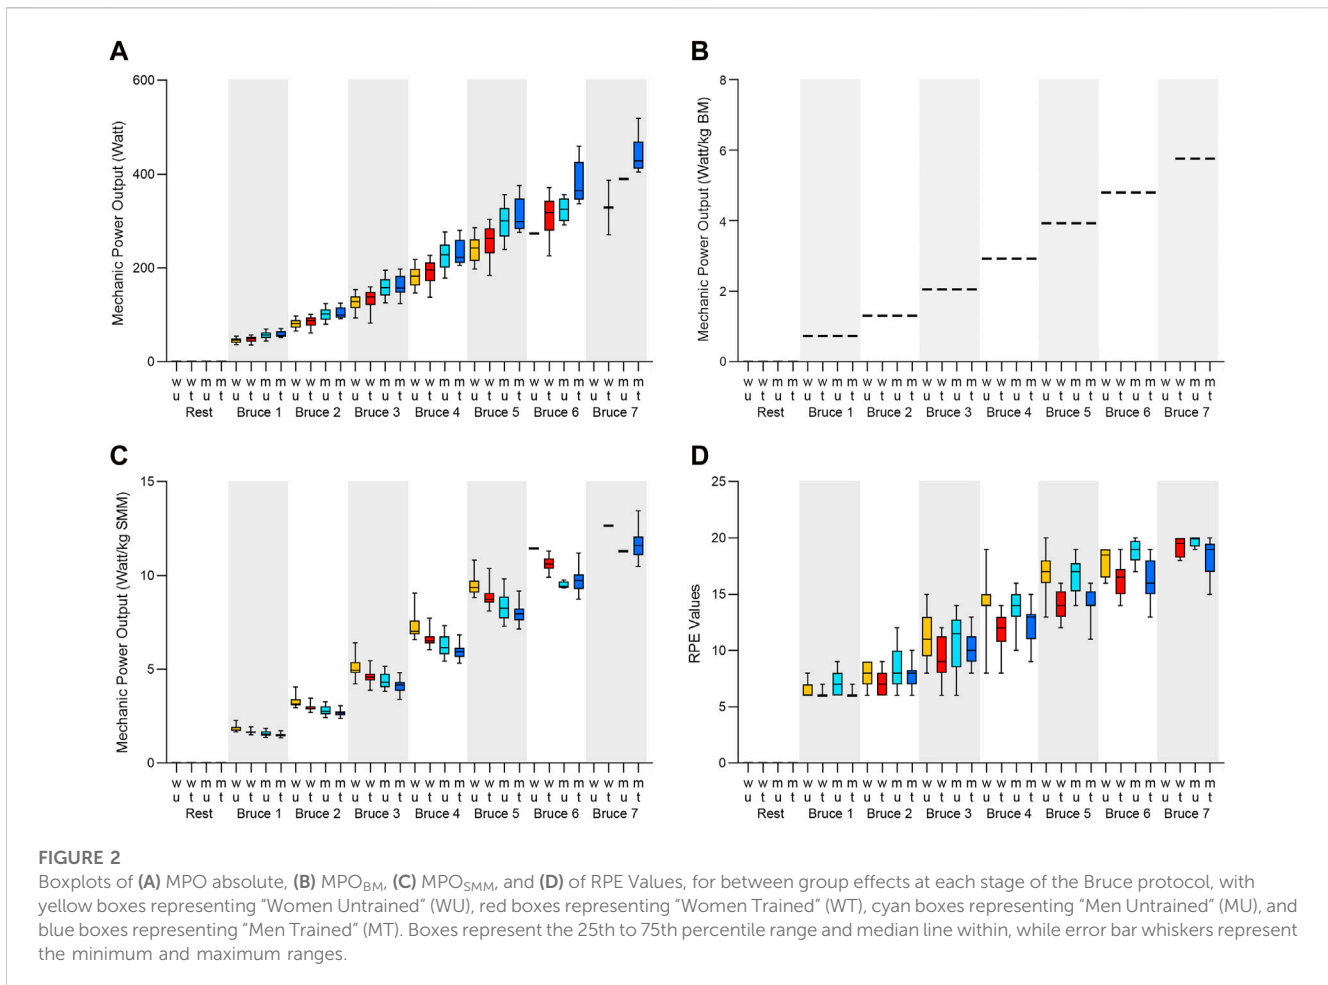 A
Mechanic Power Output (Watt)
600
400
200
0
w w m m w w m m w w m m w w m m w w m m w w m m w w m m w w m m
u t u t u t u t u t u t u t u t u t u t u t u t u t u t u t u t
Rest Bruce 1 Bruce 2 Bruce 3 Bruce 4 Bruce 5 Bruce 6 Bruce 7
B
Mechanic Power Output (Watt/kg BM)
8
6
4
2
0
w w m m w w m m w w m m w w m m w w m m w w m m w w m m w w m m
u t u t u t u t u t u t u t u t u t u t u t u t u t u t u t u t
Rest Bruce 1 Bruce 2 Bruce 3 Bruce 4 Bruce 5 Bruce 6 Bruce 7
C
Mechanic Power Output (Watt/kg SMM)
15
10
5
0
w w m m w w m m w w m m w w m m w w m m w w m m w w m m w w m m
u t u t u t u t u t u t u t u t u t u t u t u t u t u t u t u t
Rest Bruce 1 Bruce 2 Bruce 3 Bruce 4 Bruce 5 Bruce 6 Bruce 7
D
RPE Values
25
20
15
10
5
0
w w m m w w m m w w m m w w m m w w m m w w m m w w m m w w m m
u t u t u t u t u t u t u t u t u t u t u t u t u t u t u t u t
Rest Bruce 1 Bruce 2 Bruce 3 Bruce 4 Bruce 5 Bruce 6 Bruce 7
FIGURE 2
Boxplots of (A) MPO absolute, (B) MPO_BM, (C) MPO_SMM, and (D) of RPE Values, for between group effects at each stage of the Bruce protocol, with
yellow boxes representing “Women Untrained” (WU), red boxes representing “Women Trained” (WT), cyan boxes representing “Men Untrained” (MU), and
blue boxes representing “Men Trained” (MT). Boxes represent the 25th to 75th percentile range and median line within, while error bar whiskers represent
the minimum and maximum ranges.